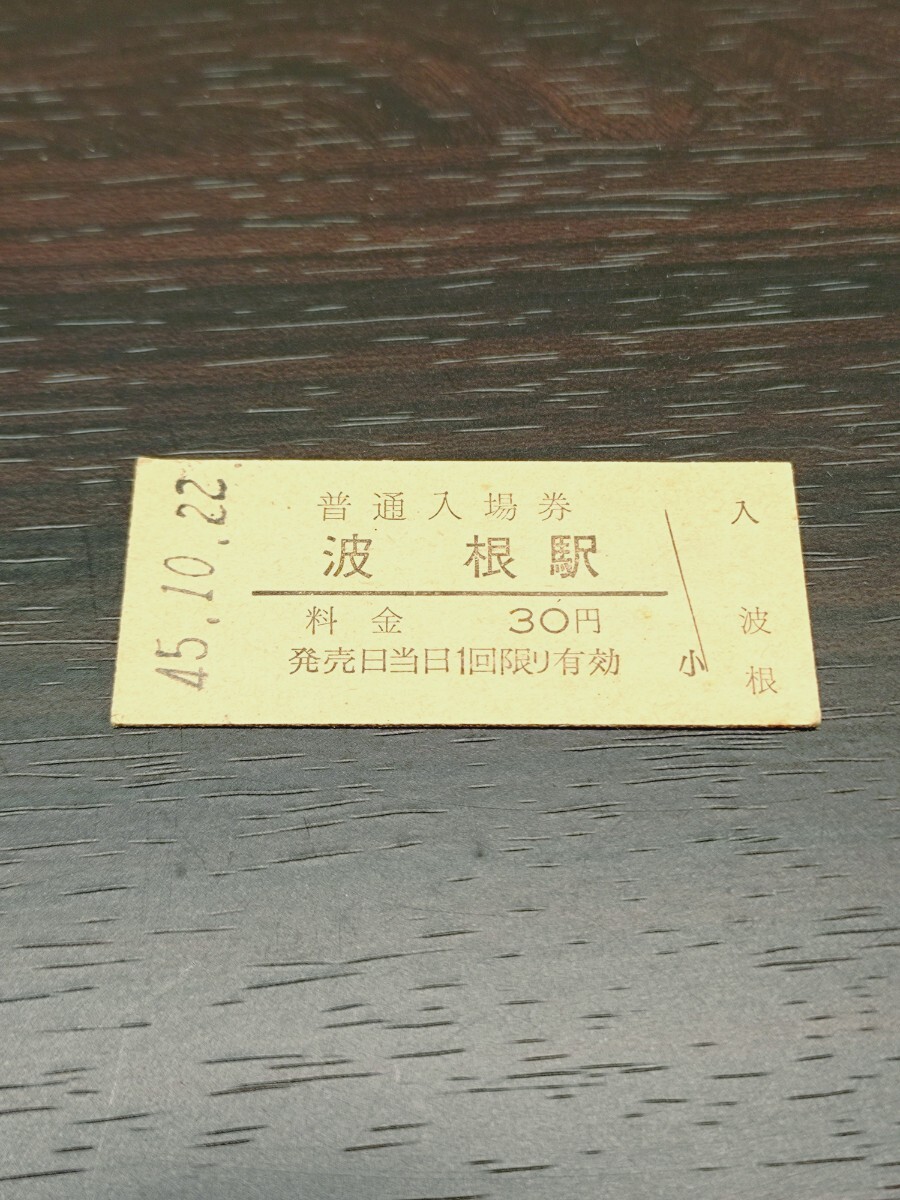 45.10.22
普通入場券
波根駅
料金 30円
発売日当日1回限り有効
小
入
波根